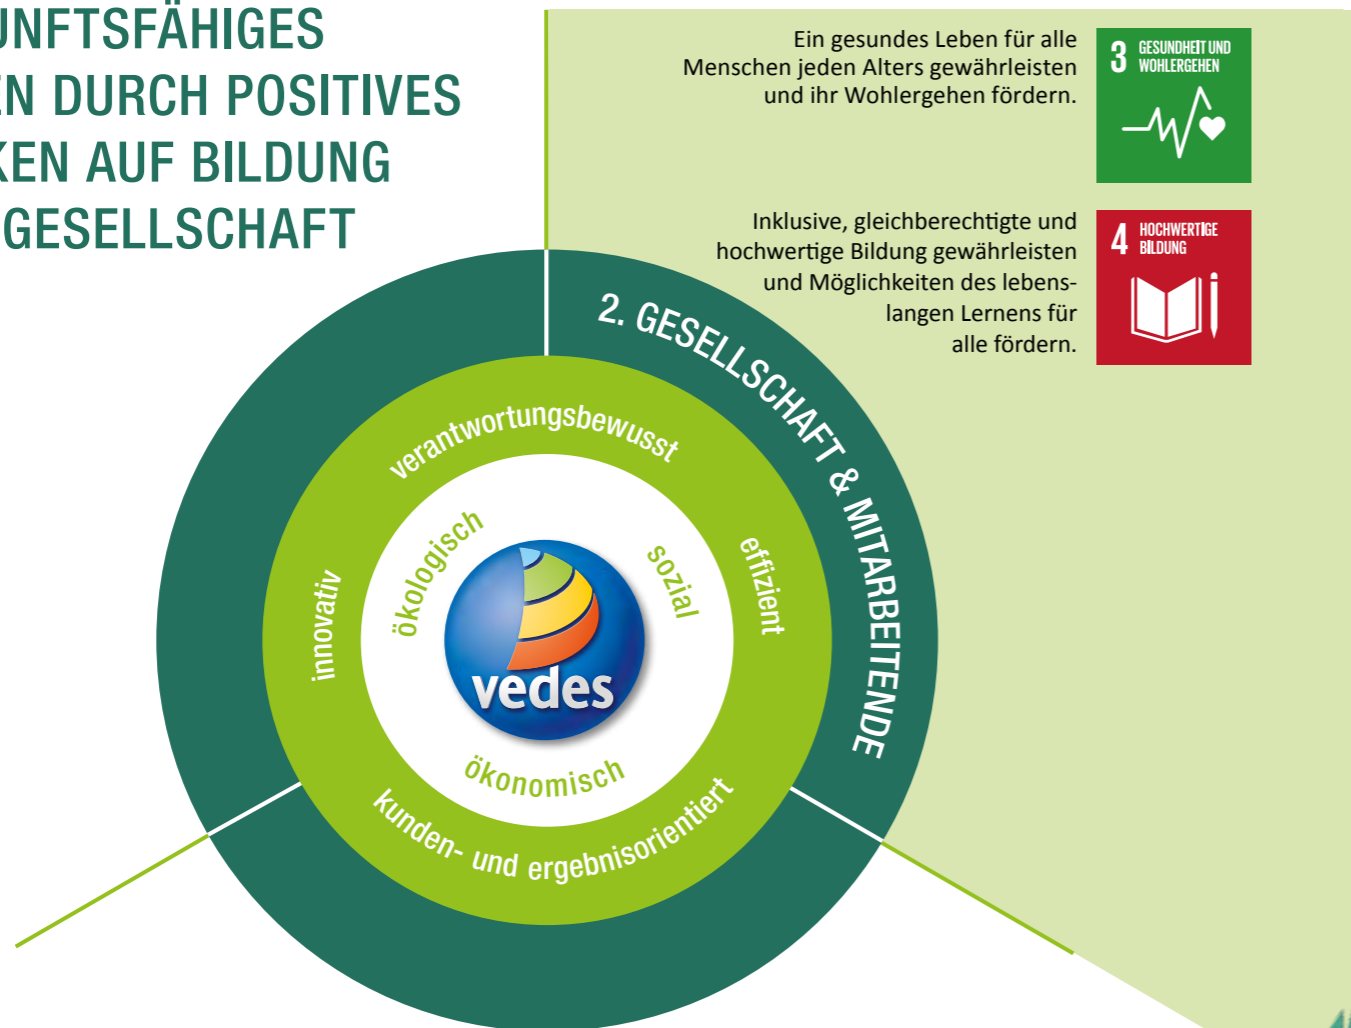 UNFTSFÄHIGES
EN DURCH POSITIVES
KEN AUF BILDUNG
GESELLSCHAFT
Ein gesundes Leben für alle
Menschen jeden Alters gewährleisten
und ihr Wohlergehen fördern.
3 GESUNDHEIT UND
WOHLERGEHEN
Inklusive, gleichberechtigte und
hochwertige Bildung gewährleisten
und Möglichkeiten des lebens-
langen Lernens für
alle fördern.
4 HOCHWERTIGE
BILDUNG
2. GESELLSCHAFT & MITARBEITENDE
verantwortungsbewusst
effizient
innovativ
kunden- und ergebnisorientiert
ökologisch
sozial
ökonomisch
vedes